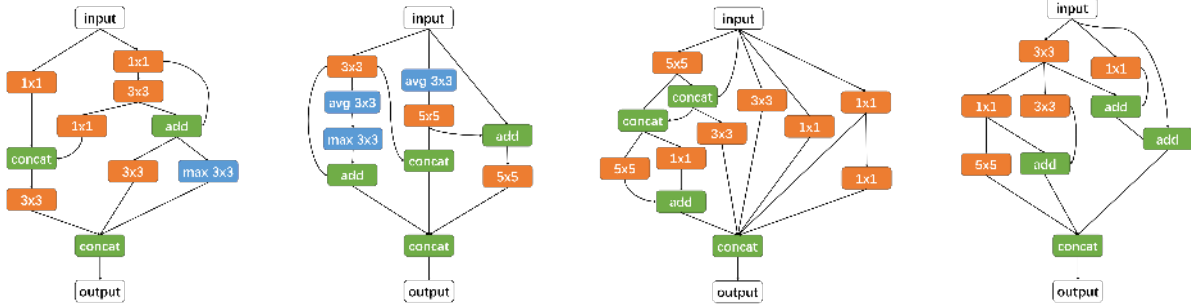 input
1x1
1x1
3x3
1x1
add
concat
3x3
max 3x3
3x3
concat
output
input
3x3
avg 3x3
avg 3x3
5x5
max 3x3
add
concat
add
5x5
concat
output
input
5x5
concat
3x3
1x1
concat
3x3
1x1
5x5
1x1
1x1
add
concat
output
input
3x3
1x1
1x1
3x3
add
add
5x5
add
concat
output